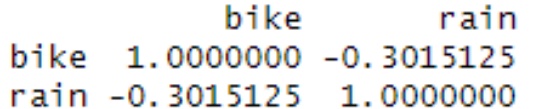 bike rain
bike 1.0000000 -0.3015125
rain -0.3015125 1.0000000